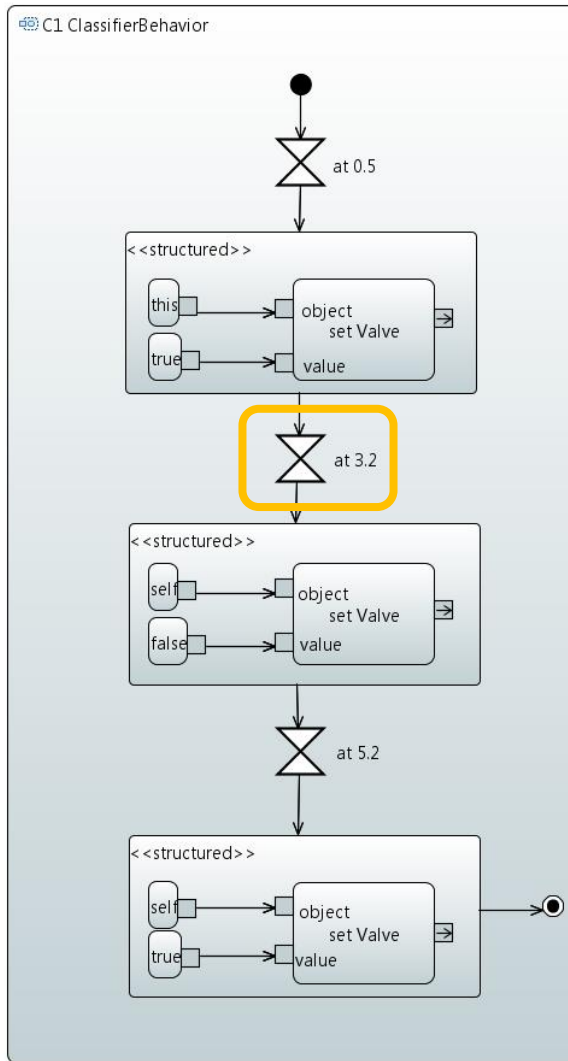 C1 ClassifierBehavior
at 0.5
<<structured>>
this
object
set Valve
true
value
at 3.2
<<structured>>
self
object
set Valve
false
value
at 5.2
<<structured>>
self
object
set Valve
true
value